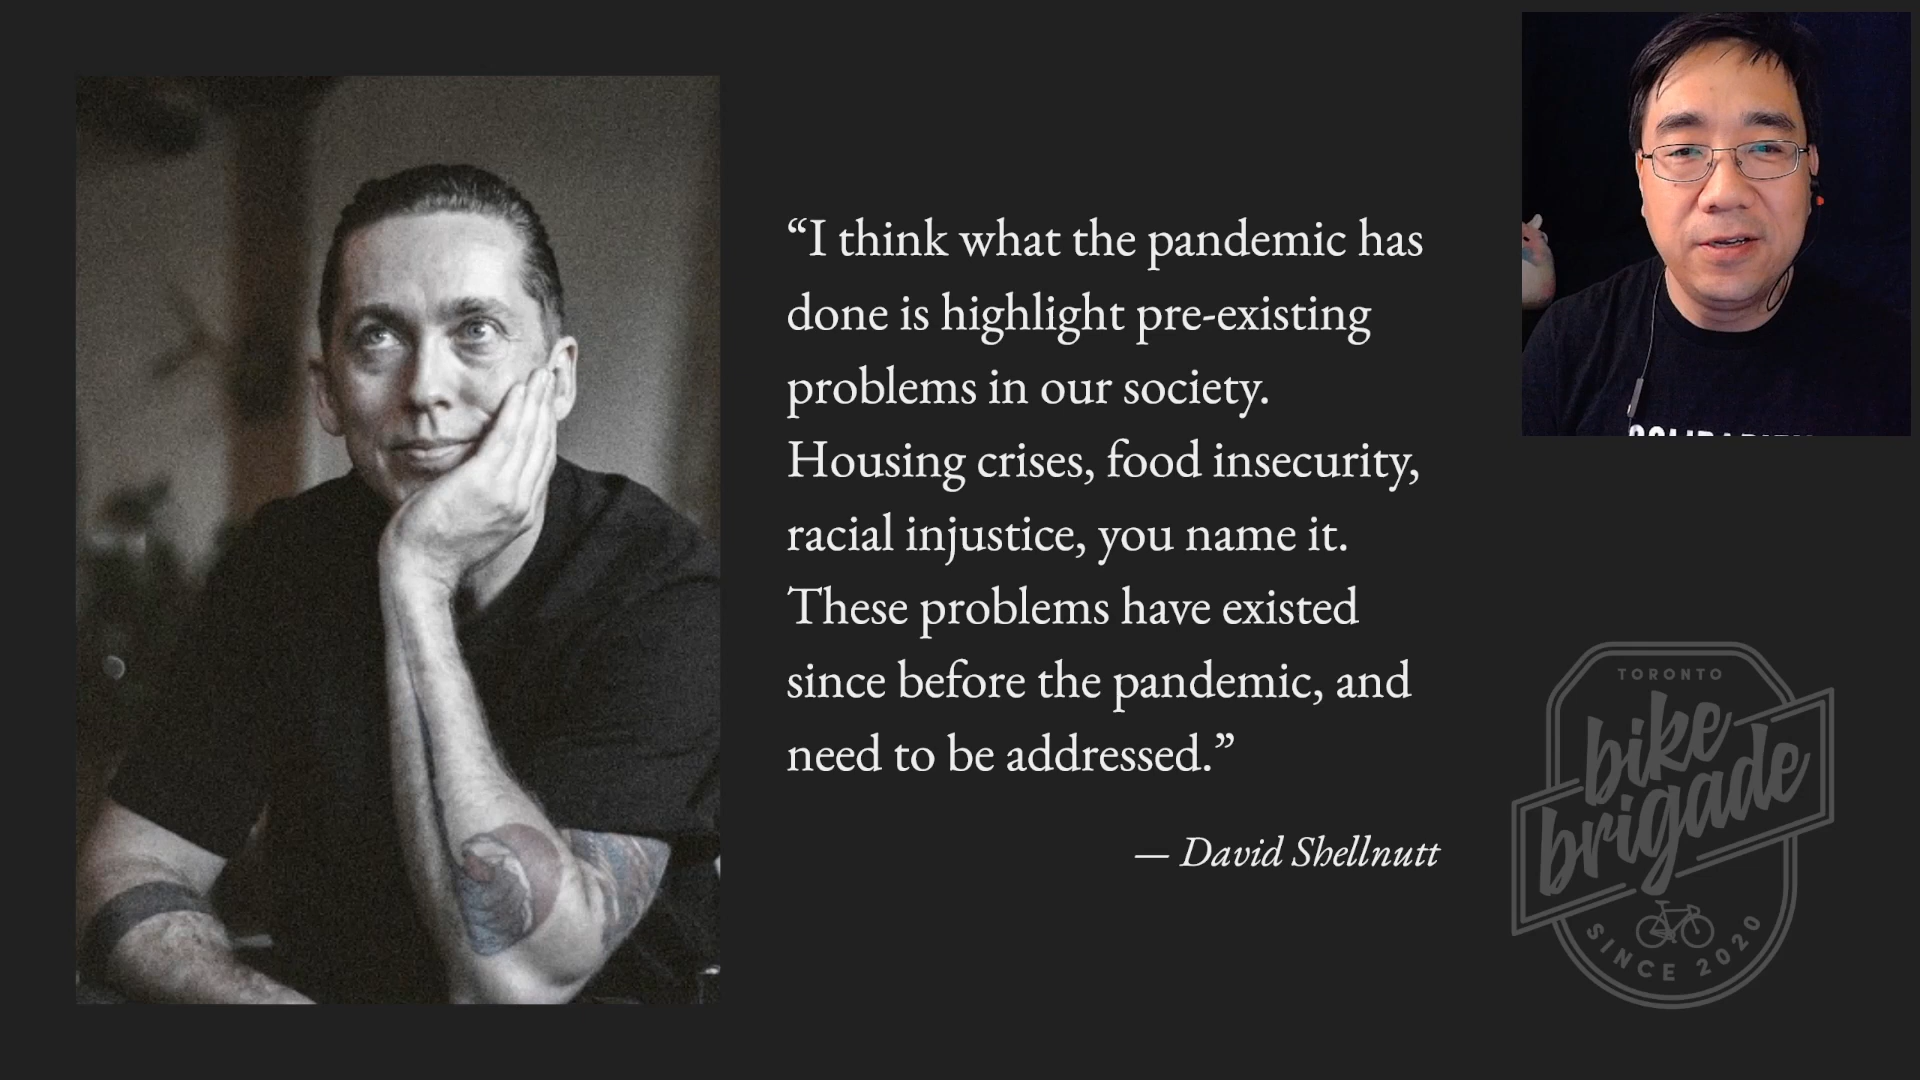 “I think what the pandemic has
done is highlight pre-existing
problems in our society.
Housing crises, food insecurity,
racial injustice, you name it.
These problems have existed
since before the pandemic, and
need to be addressed.”
— David Shellnutt
TORONTO
bike
brigade
SINCE 2020